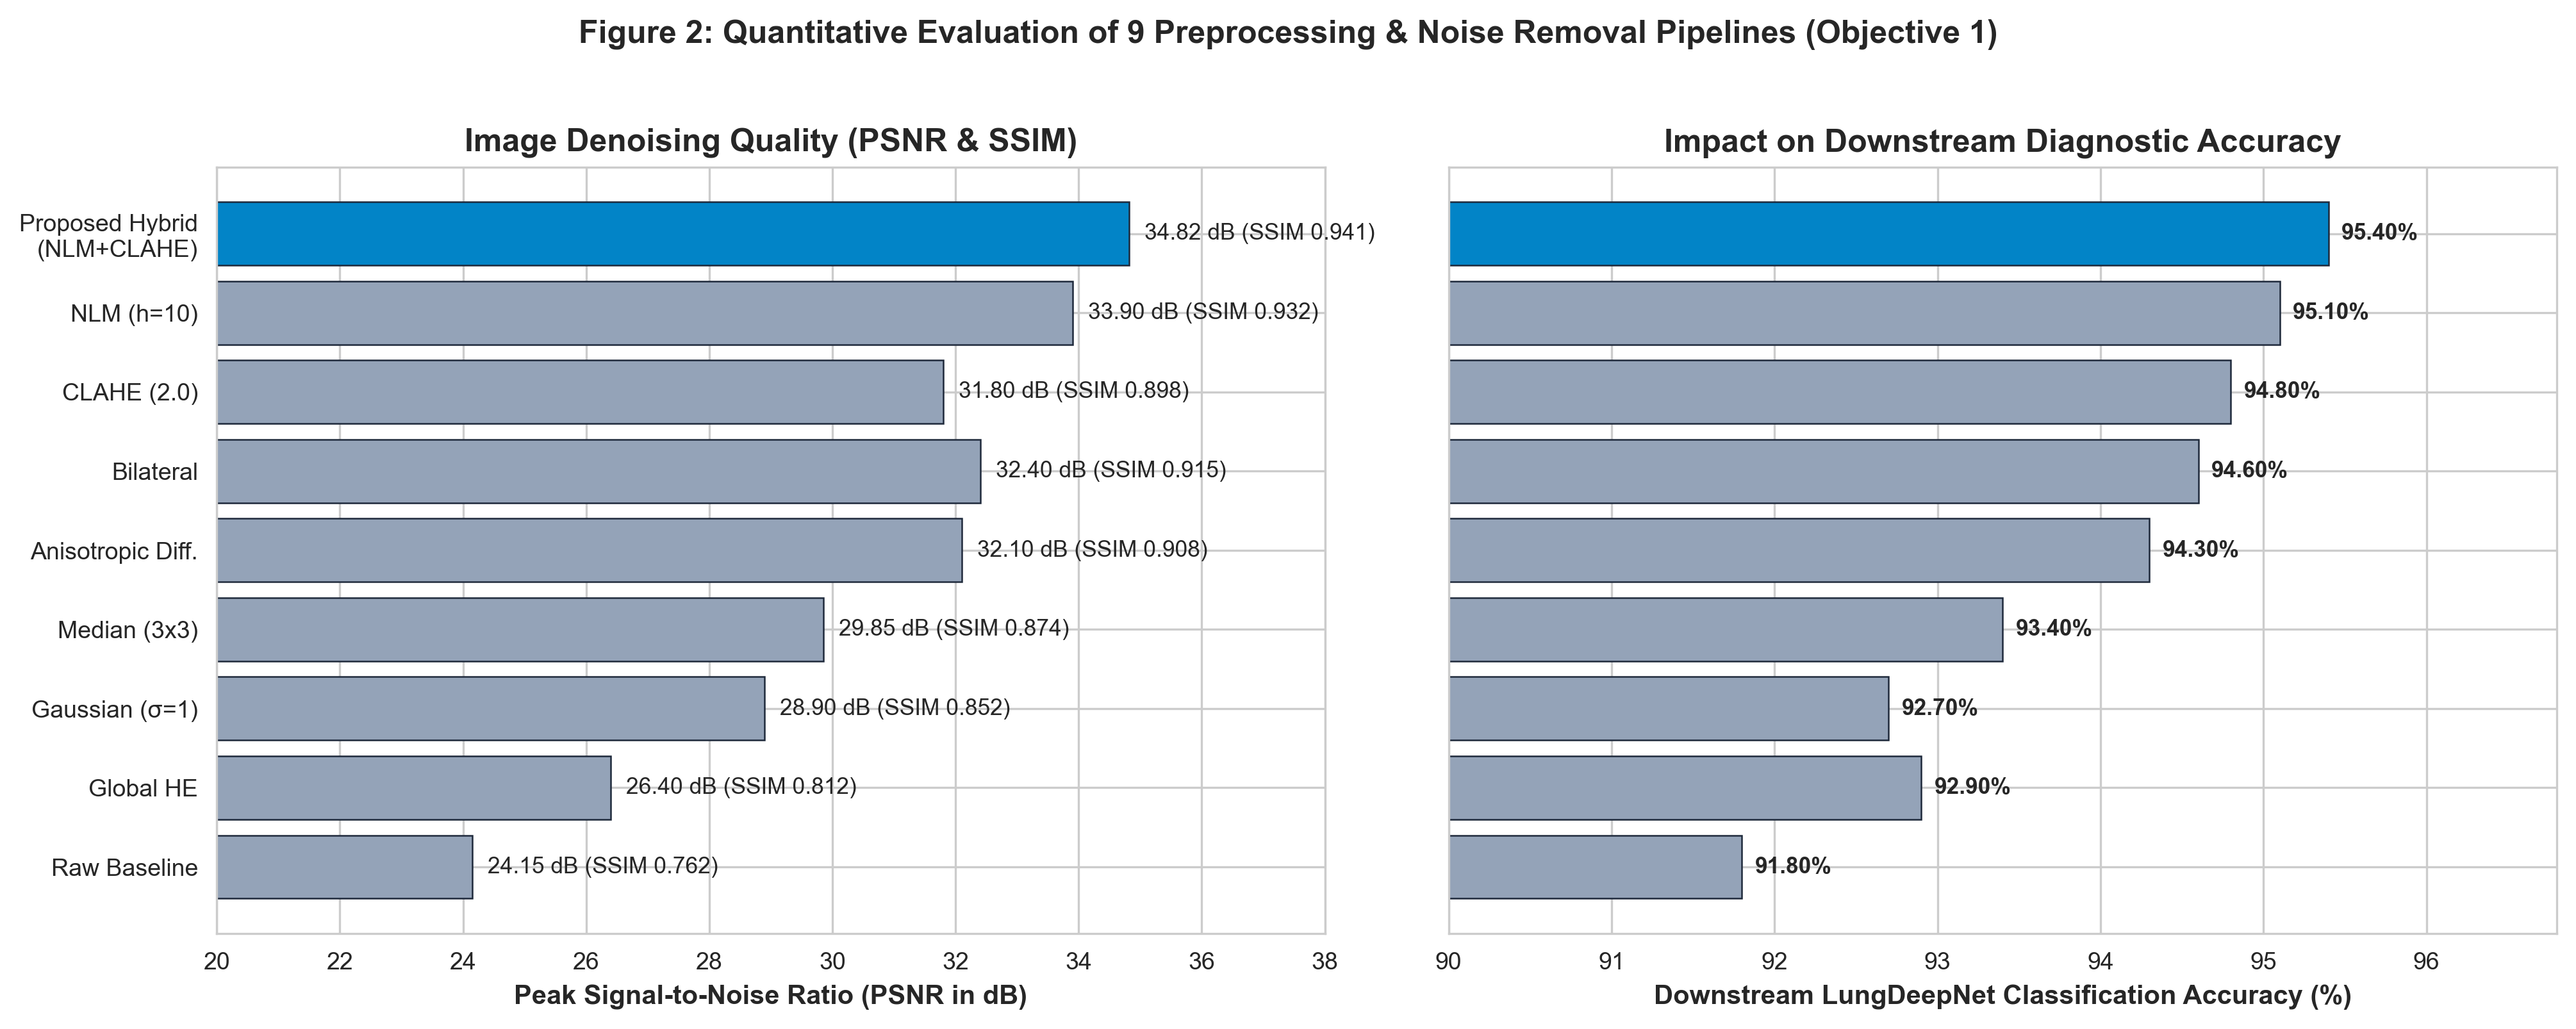 Figure 2: Quantitative Evaluation of 9 Preprocessing & Noise Removal Pipelines (Objective 1)
Image Denoising Quality (PSNR & SSIM)
Proposed Hybrid
(NLM+CLAHE)
34.82 dB (SSIM 0.941)
NLM (h=10)
33.90 dB (SSIM 0.932)
CLAHE (2.0)
31.80 dB (SSIM 0.898)
Bilateral
32.40 dB (SSIM 0.915)
Anisotropic Diff.
32.10 dB (SSIM 0.908)
Median (3x3)
29.85 dB (SSIM 0.874)
Gaussian (σ=1)
28.90 dB (SSIM 0.852)
Global HE
26.40 dB (SSIM 0.812)
Raw Baseline
24.15 dB (SSIM 0.762)
20 22 24 26 28 30 32 34 36 38
Peak Signal-to-Noise Ratio (PSNR in dB)
Impact on Downstream Diagnostic Accuracy
95.40%
95.10%
94.80%
94.60%
94.30%
93.40%
92.70%
92.90%
91.80%
90 91 92 93 94 95 96
Downstream LungDeepNet Classification Accuracy (%)